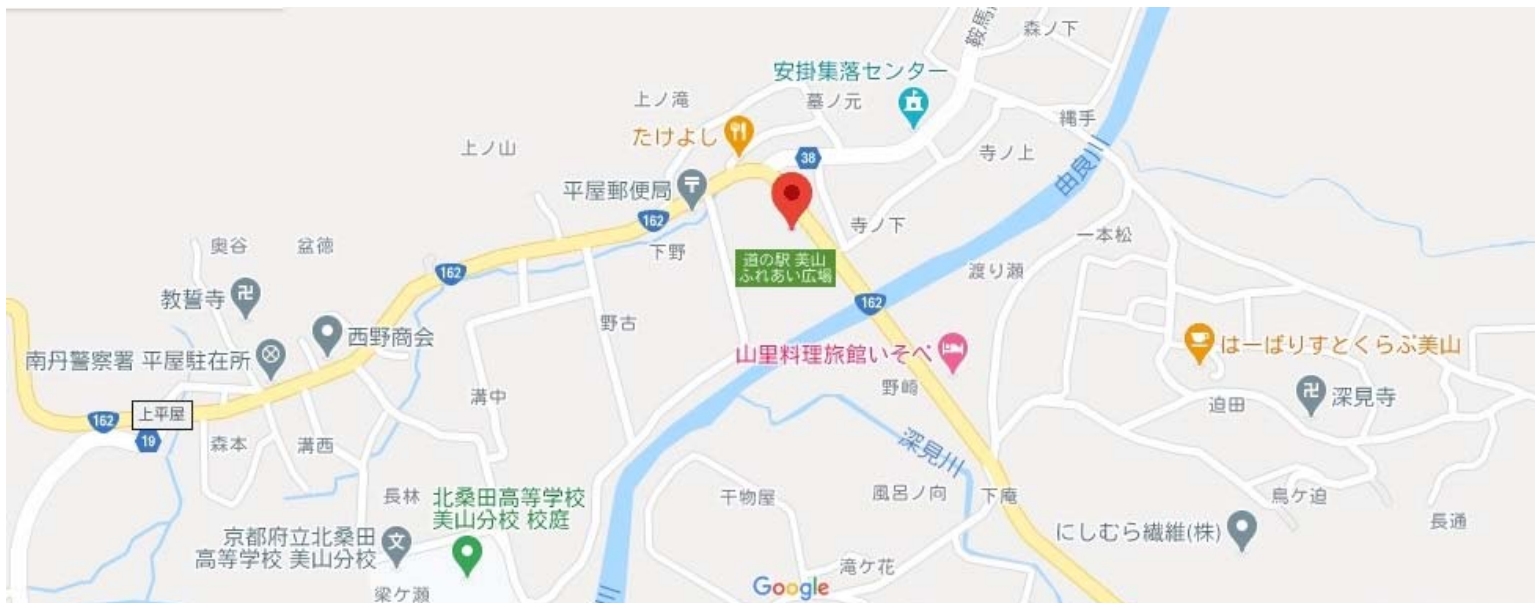 鞍馬
森ノ下
安掛集落センター
上ノ滝
墓ノ元
縄手
たけよし
上ノ山
38
寺ノ上
平屋郵便局
由良川
162
寺ノ下
一本松
奥谷
盆徳
下野
道の駅 美山
ふれあい広場
渡り瀬
162
教誓寺
162
野古
西野商会
山里料理旅館いそべ
はーばりすとくらぶ美山
南丹警察署 平屋駐在所
野崎
溝中
迫田
深見寺
162
上平屋
19
森本
溝西
深見川
長林
北桑田高等学校
美山分校 校庭
干物屋
風呂ノ向
下庵
烏ケ迫
長通
京都府立北桑田
高等学校 美山分校
文
にしむら繊維(株)
滝ケ花
梁ケ瀬
Google